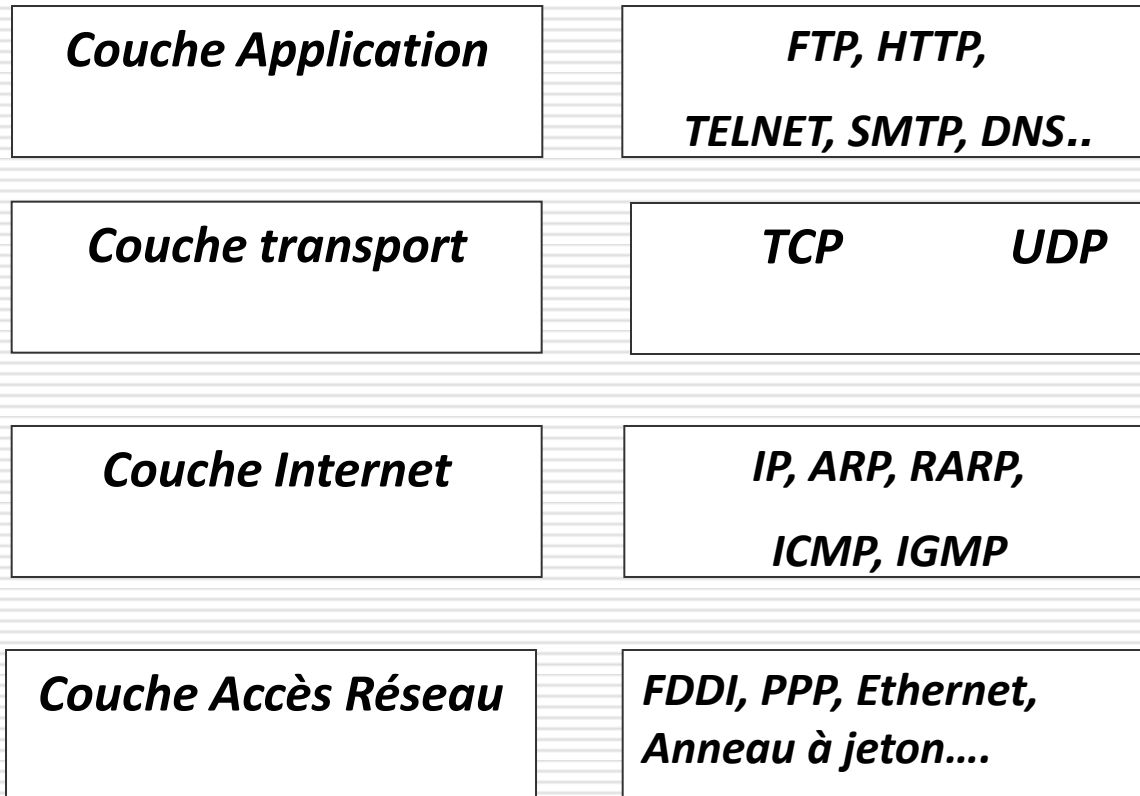 Couche Application
FTP, HTTP,
TELNET, SMTP, DNS..
Couche transport
TCP UDP
Couche Internet
IP, ARP, RARP,
ICMP, IGMP
Couche Accès Réseau
FDDI, PPP, Ethernet,
Anneau à jeton....